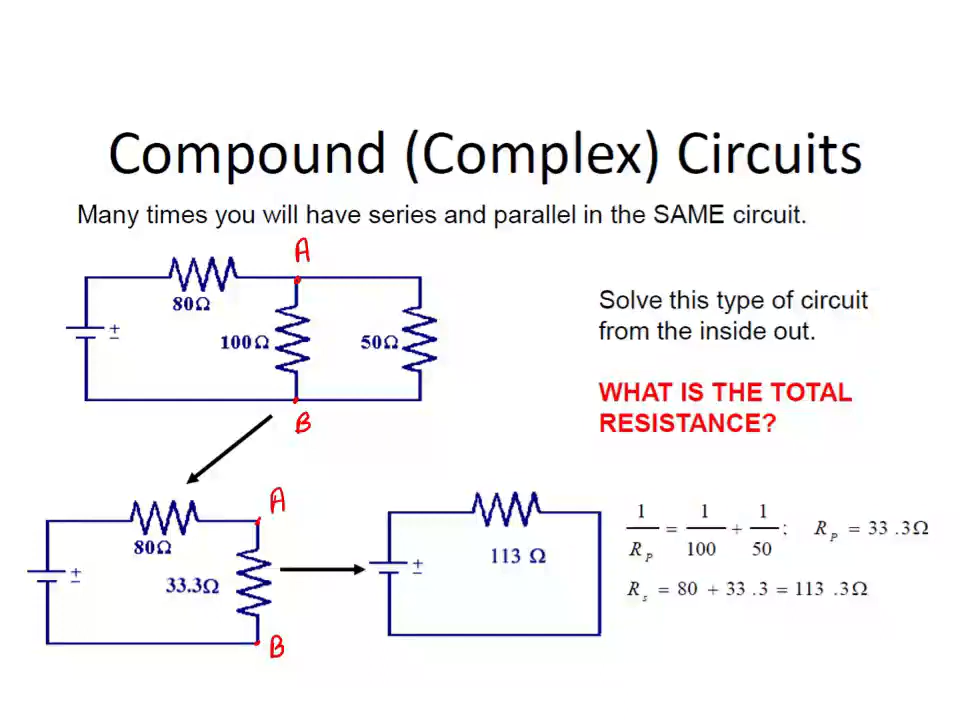 Compound (Complex) Circuits
Many times you will have series and parallel in the SAME circuit.
A
80Ω
±
100Ω
50Ω
B
Solve this type of circuit
from the inside out.
WHAT IS THE TOTAL
RESISTANCE?
A
80Ω
±
33.3Ω
B
113 Ω
±
1/R_P = 1/100 + 1/50 ; R_P = 33 .3Ω
R_s = 80 + 33 .3 = 113 .3Ω